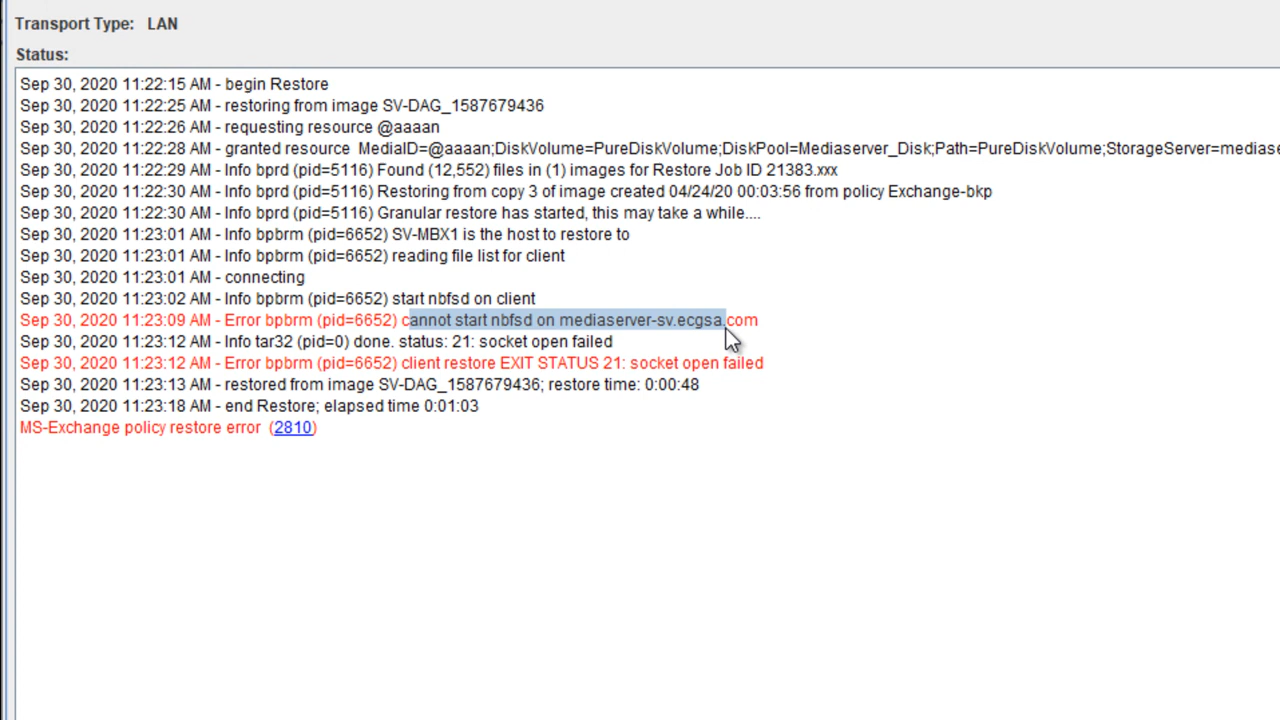 Transport Type: LAN
Status:
Sep 30, 2020 11:22:15 AM - begin Restore
Sep 30, 2020 11:22:25 AM - restoring from image SV-DAG_1587679436
Sep 30, 2020 11:22:26 AM - requesting resource @aaaan
Sep 30, 2020 11:22:28 AM - granted resource  MediaID=@aaaan;DiskVolume=PureDiskVolume;DiskPool=Mediaserver_Disk;Path=PureDiskVolume;StorageServer=mediase
Sep 30, 2020 11:22:29 AM - Info bprd (pid=5116) Found (12,552) files in (1) images for Restore Job ID 21383.xxx
Sep 30, 2020 11:22:30 AM - Info bprd (pid=5116) Restoring from copy 3 of image created 04/24/20 00:03:56 from policy Exchange-bkp
Sep 30, 2020 11:22:30 AM - Info bprd (pid=5116) Granular restore has started, this may take a while....
Sep 30, 2020 11:23:01 AM - Info bpbrm (pid=6652) SV-MBX1 is the host to restore to
Sep 30, 2020 11:23:01 AM - Info bpbrm (pid=6652) reading file list for client
Sep 30, 2020 11:23:01 AM - connecting
Sep 30, 2020 11:23:02 AM - Info bpbrm (pid=6652) start nbfsd on client
Sep 30, 2020 11:23:09 AM - Error bpbrm (pid=6652) cannot start nbfsd on mediaserver-sv.ecgsa.com
Sep 30, 2020 11:23:12 AM - Info tar32 (pid=0) done. status: 21: socket open failed
Sep 30, 2020 11:23:12 AM - Error bpbrm (pid=6652) client restore EXIT STATUS 21: socket open failed
Sep 30, 2020 11:23:13 AM - restored from image SV-DAG_1587679436; restore time: 0:00:48
Sep 30, 2020 11:23:18 AM - end Restore; elapsed time 0:01:03
MS-Exchange policy restore error  (2810)